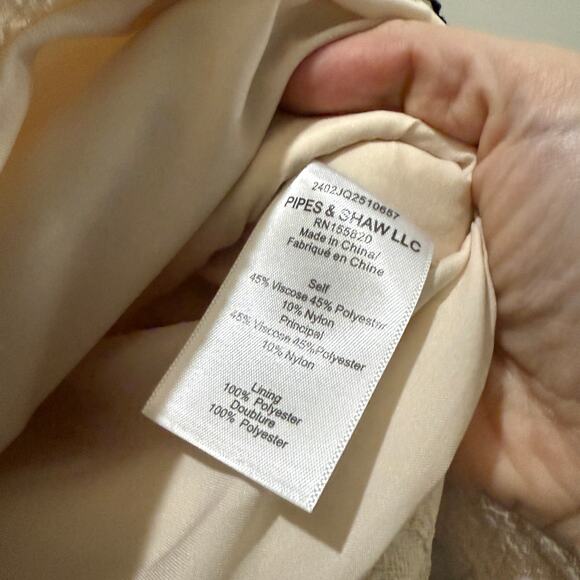 2402JQ2510657
PIPES & SHAW LLC
RN155820
Made in China/
Fabriqué en Chine
Self
45% Viscose 45% Polyester
10% Nylon
Principal
45% Viscose 45%Polyester
10% Nylon
Lining
100% Polyester
Doublure
100% Polyester